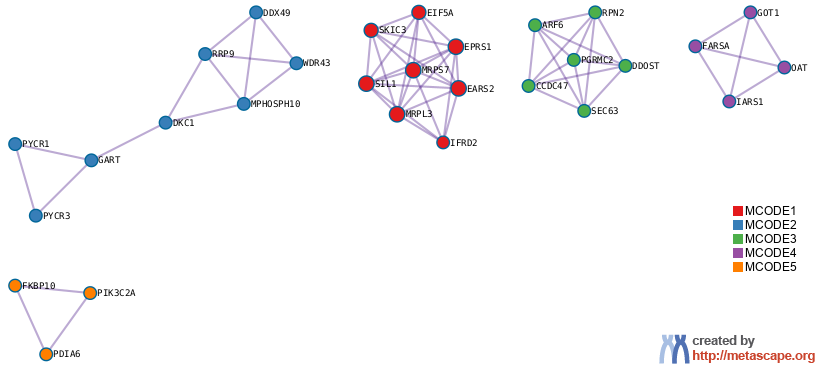 DDX49
RRP9
WDR43
MPHOSPH10
DKC1
PYCR1
GART
PYCR3
EIF5A
SKIC3
EPRS1
MRPS7
SIL1
EARS2
MRPL3
IFRD2
RPN2
ARF6
PGRMC2
DDOST
CCDC47
SEC63
GOT1
FARSA
OAT
IARS1
FKBP10
PIK3C2A
PDIA6
MCODE1
MCODE2
MCODE3
MCODE4
MCODE5
created by
http://metascape.org